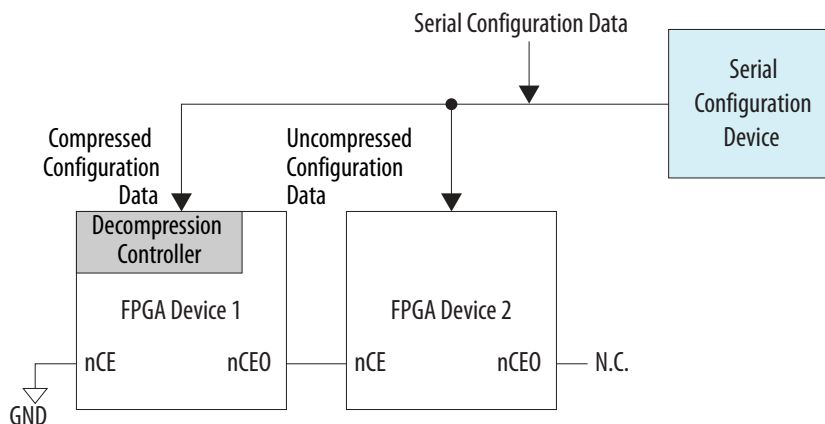 Serial Configuration Data
Serial
Configuration
Device
Compressed
Configuration
Data
Uncompressed
Configuration
Data
Decompression
Controller
FPGA Device 1
FPGA Device 2
nCE
nCEO
nCE
nCEO
N.C.
GND